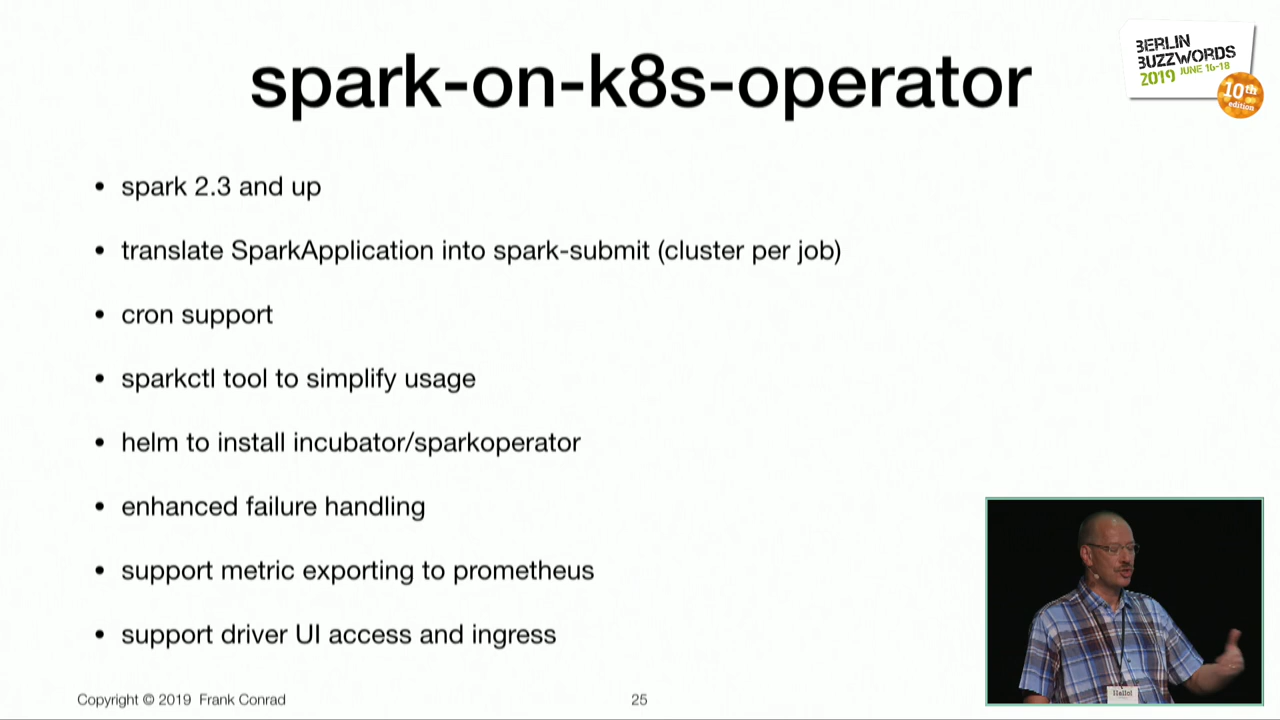 spark-on-k8s-operator
BERLIN
BUZZWORDS
2019 JUNE 16-18
10th
edition
• spark 2.3 and up
• translate SparkApplication into spark-submit (cluster per job)
• cron support
• sparkctl tool to simplify usage
• helm to install incubator/sparkoperator
• enhanced failure handling
• support metric exporting to prometheus
• support driver UI access and ingress
Hello!
Copyright © 2019 Frank Conrad
25